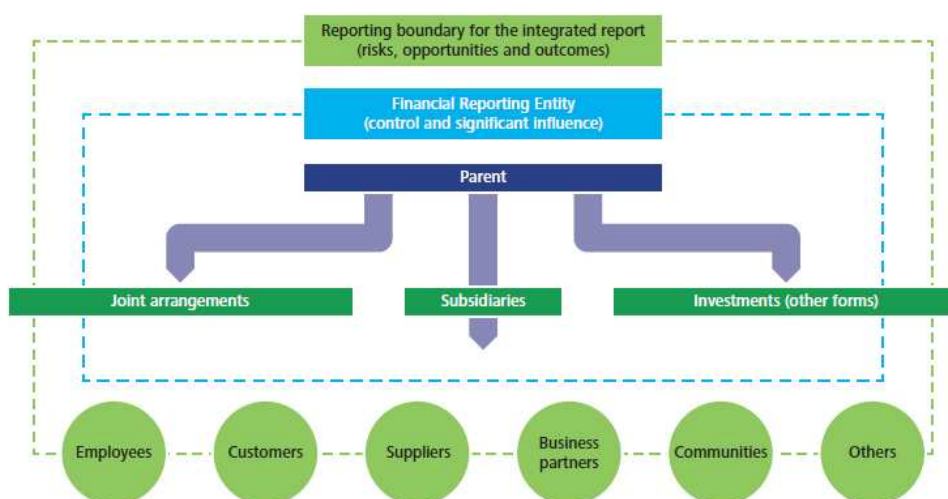 Reporting boundary for the integrated report
(risks, opportunities and outcomes)
Financial Reporting Entity
(control and significant influence)
Parent
Joint arrangements
Subsidiaries
Investments (other forms)
Employees
Customers
Suppliers
Business
partners
Communities
Others